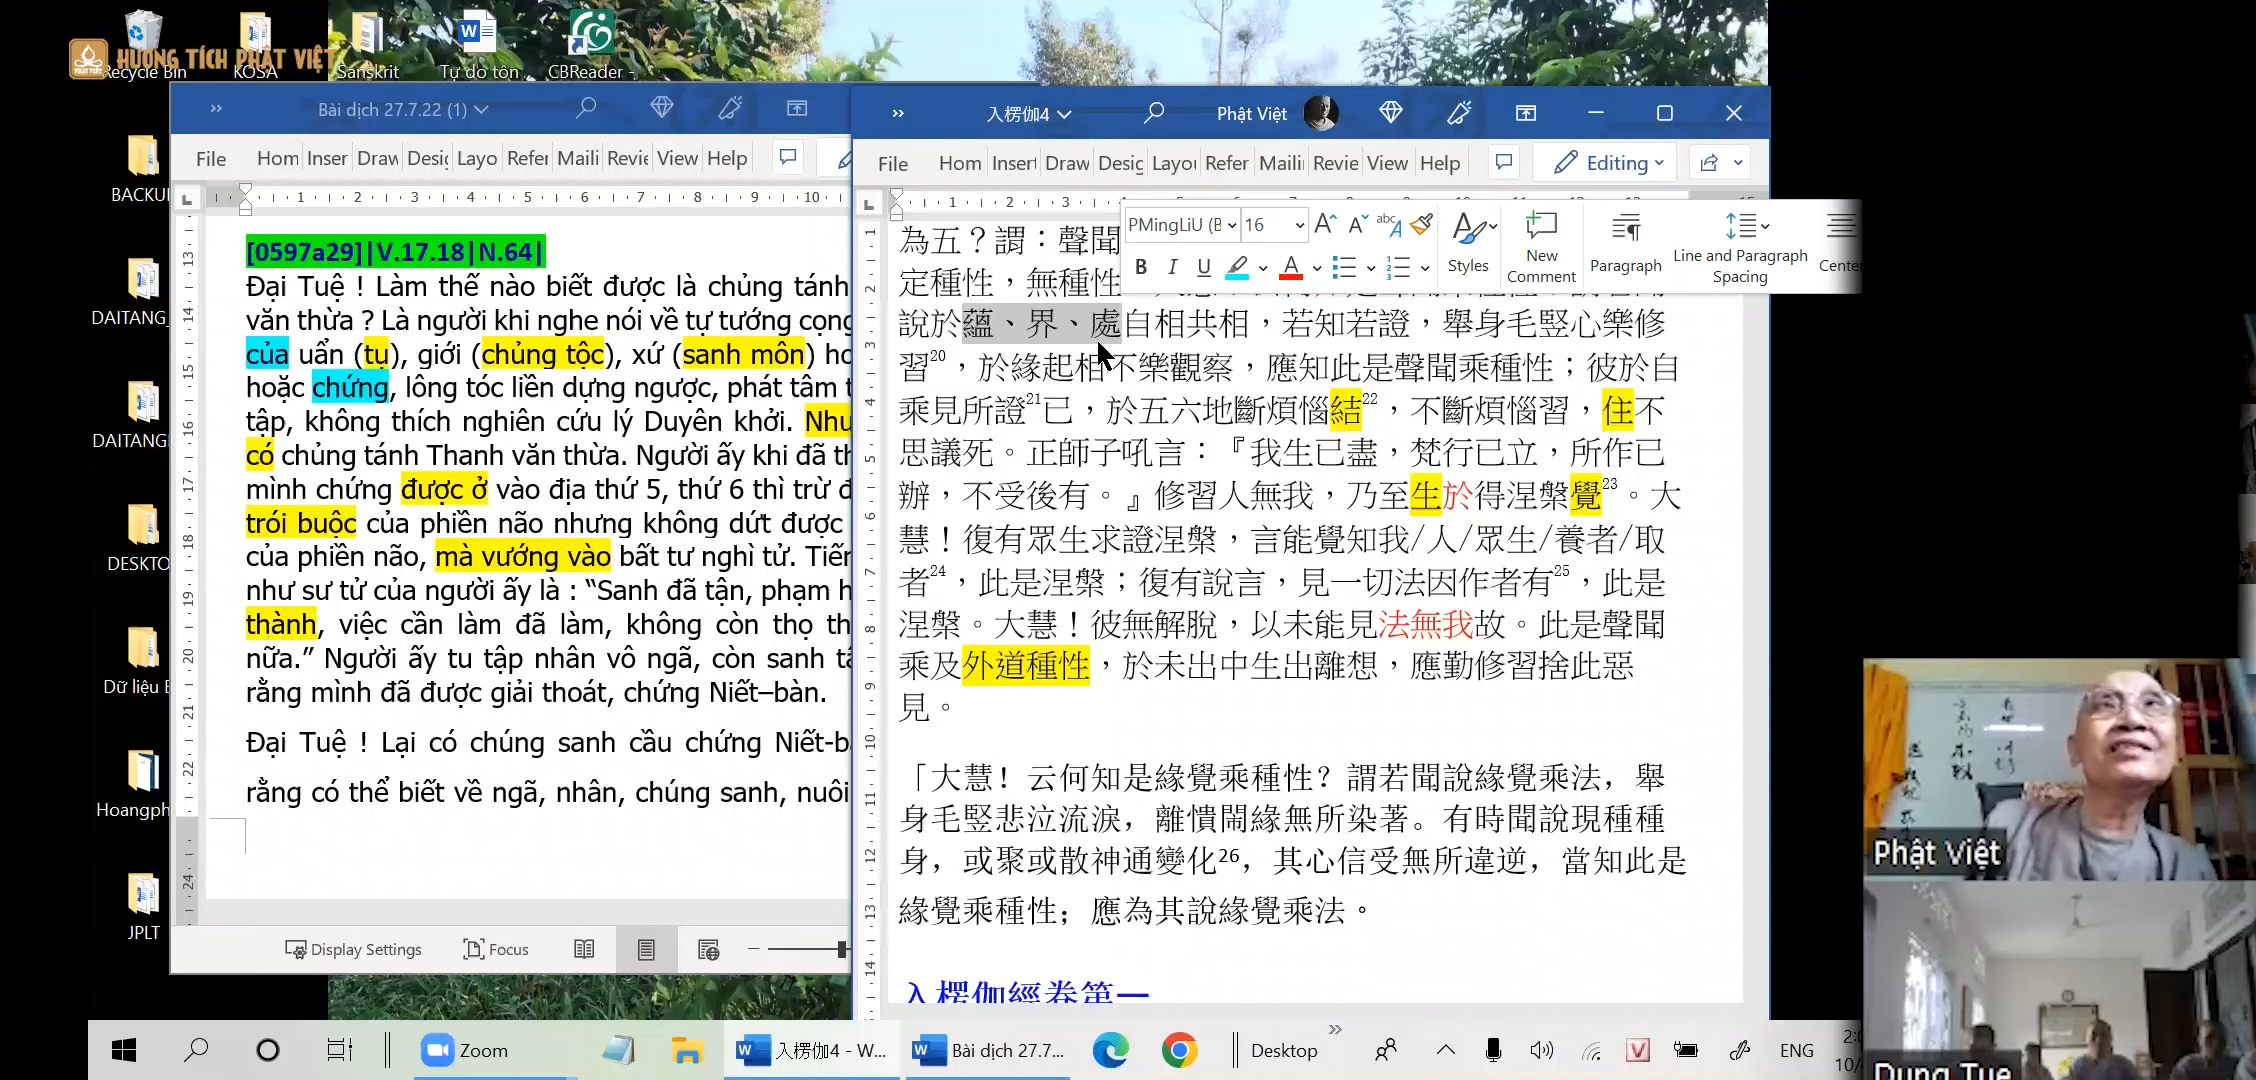 HƯƠNG TÍCH PHẬT VIỆT
PHẬT VIỆT
Recycle Bin
KOSA
Sanskrit
Tự do tôn
CBReader -
BACKU
DAITANG_
DAITANG
DESKTO
Dữ liệu
Hoangph
JPLT
Bài dịch 27.7.22 (1)
File Hom Inser Draw Desig Layo Refer Maili Revie View Help
[0597a29]|V.17.18|N.64|
Đại Tuệ ! Làm thế nào biết được là chủng tánh
văn thừa ? Là người khi nghe nói về tự tướng cọng
của uẩn (tụ), giới (chủng tộc), xứ (sanh môn) ho
hoặc chứng, lông tóc liền dựng ngược, phát tâm t
tập, không thích nghiên cứu lý Duyên khởi. Như
có chủng tánh Thanh văn thừa. Người ấy khi đã th
mình chứng được ở vào địa thứ 5, thứ 6 thì trừ đ
trói buộc của phiền não nhưng không dứt được
của phiền não, mà vướng vào bất tư nghì tử. Tiến
như sư tử của người ấy là : “Sanh đã tận, phạm h
thành, việc cần làm đã làm, không còn thọ th
nữa.” Người ấy tu tập nhân vô ngã, còn sanh tâ
rằng mình đã được giải thoát, chứng Niết–bàn.
Đại Tuệ ! Lại có chúng sanh cầu chứng Niết-b
rằng có thể biết về ngã, nhân, chúng sanh, nuôi
Display Settings Focus
入楞伽4
Phật Việt
File Hom Insert Draw Desig Layou Refer Mailii Revie View Help Editing
PMingLiU (E 16
B I U
Styles
New Comment
Paragraph
Line and Paragraph Spacing
Center
為五？謂：聲聞
定種性，無種性
說於蘊、界、處自相共相，若知若證，舉身毛竪心樂修
習20，於緣起相不樂觀察，應知此是聲聞乘種性；彼於自
乘見所證21已，於五六地斷煩惱結22，不斷煩惱習，住不
思議死。正師子吼言：『我生已盡，梵行已立，所作已
辦，不受後有。』修習人無我，乃至生於得涅槃覺23。大
慧！復有眾生求證涅槃，言能覺知我/人/眾生/養者/取
者24，此是涅槃；復有說言，見一切法因作者有25，此是
涅槃。大慧！彼無解脫，以未能見法無我故。此是聲聞
乘及外道種性，於未出中生出離想，應勤修習捨此惡
見。
「大慧！云何知是緣覺乘種性？謂若聞說緣覺乘法，舉
身毛竪悲泣流淚，離憒閙緣無所染著。有時聞說現種種
身，或聚或散神通變化26，其心信受無所違逆，當知此是
緣覺乘種性；應為其說緣覺乘法。
入楞伽經卷第一
Phật Việt
Dung Tue
Zoom
入楞伽4 - W...
Bài dịch 27.7...
Desktop
ENG